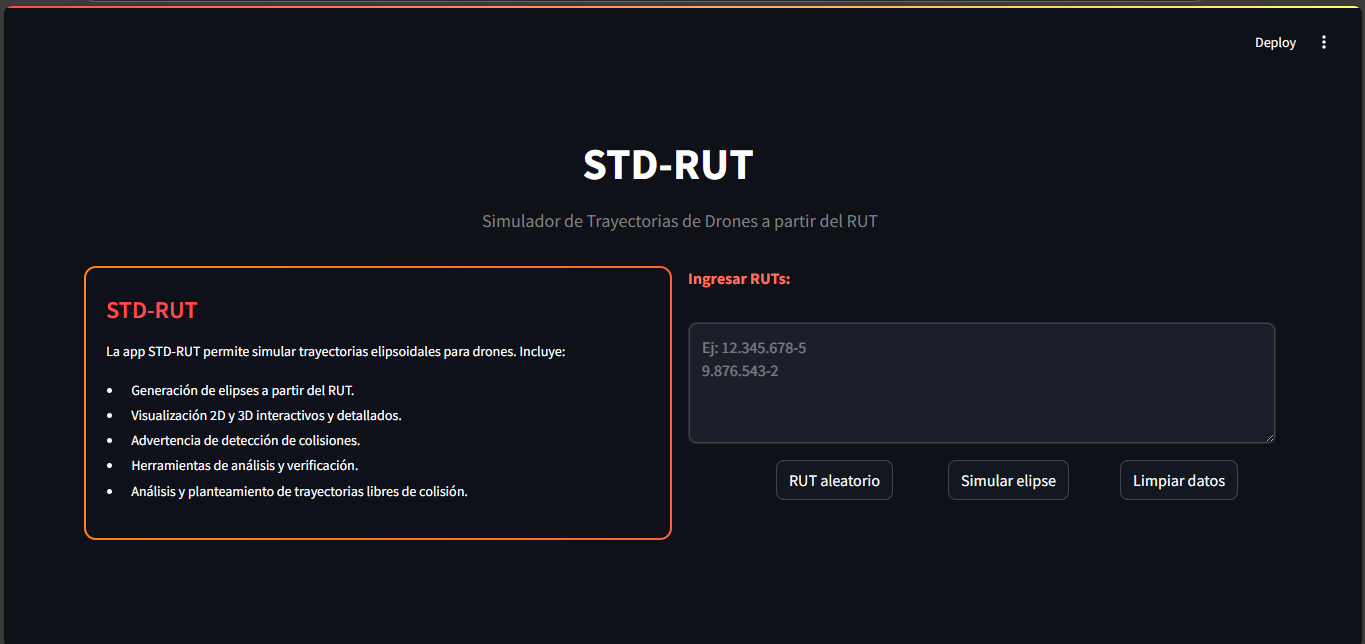 Deploy
STD-RUT
Simulador de Trayectorias de Drones a partir del RUT
STD-RUT
La app STD-RUT permite simular trayectorias elipsoidales para drones. Incluye:
• Generación de elipses a partir del RUT.
• Visualización 2D y 3D interactivos y detallados.
• Advertencia de detección de colisiones.
• Herramientas de análisis y verificación.
• Análisis y planteamiento de trayectorias libres de colisión.
Ingresar RUTs:
Ej: 12.345.678-5
9.876.543-2
RUT aleatorio
Simular elipse
Limpiar datos